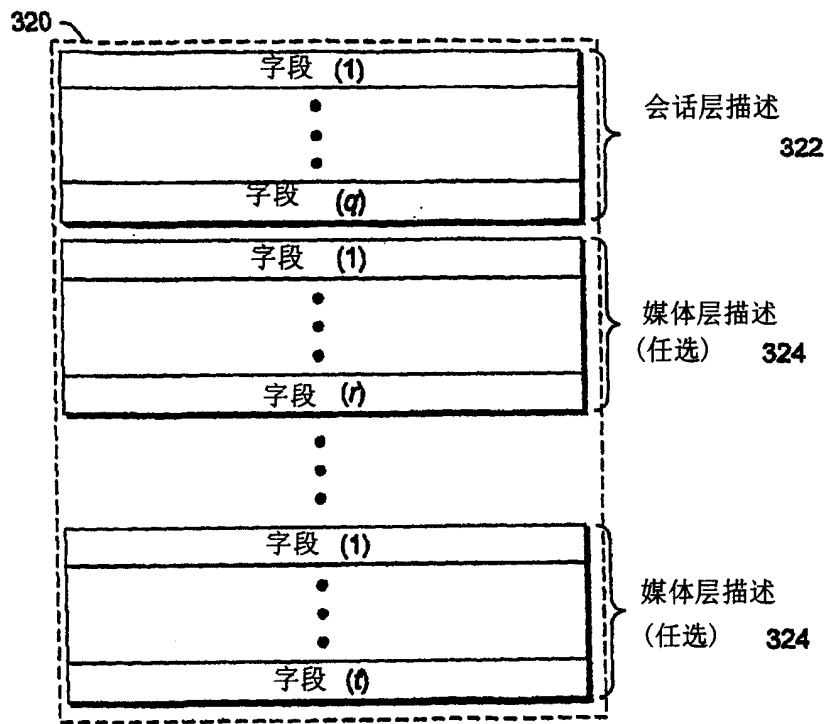 320
字段 (1)
会话层描述
322
字段 (q)
字段 (1)
媒体层描述
(任选) 324
字段 (r)
字段 (1)
媒体层描述
(任选) 324
字段 (t)